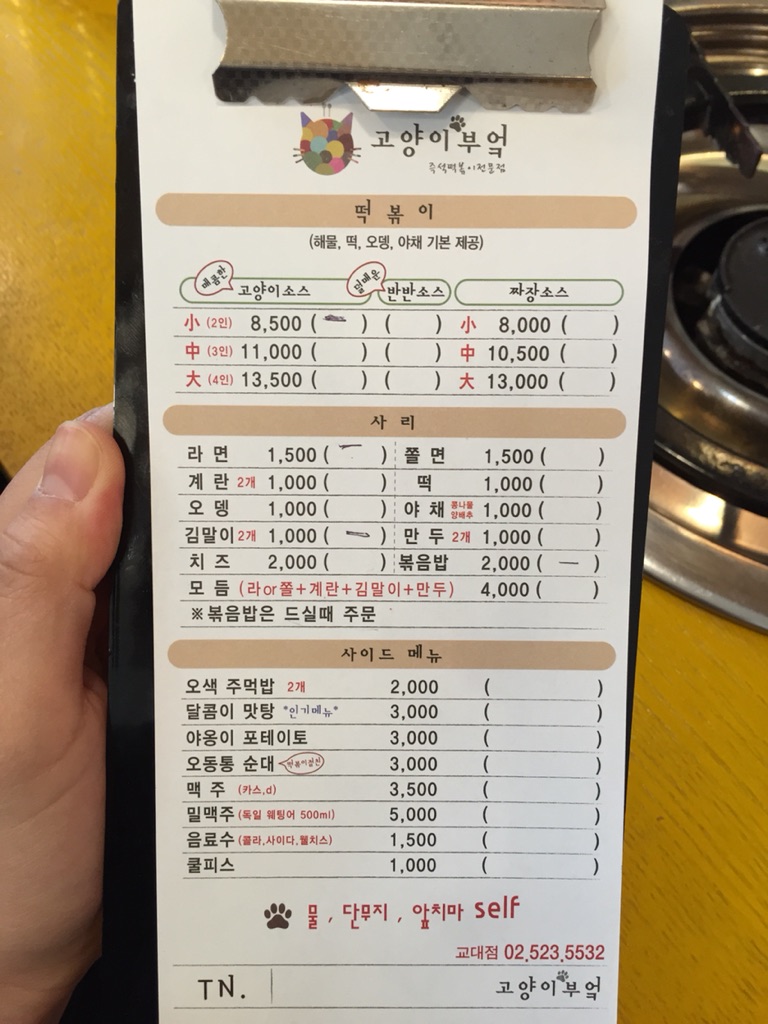 고양이부엌
즉석떡볶이전문점
떡볶이
(해물, 떡, 오뎅, 야채 기본 제공)
매콤한 고양이소스 덜매운 반반소스 짜장소스
小 (2인) 8,500 ( ) ( ) 小 8,000 ( )
中 (3인) 11,000 ( ) ( ) 中 10,500 ( )
大 (4인) 13,500 ( ) ( ) 大 13,000 ( )
사리
라면 1,500 ( ) 쫄면 1,500 ( )
계란 2개 1,000 ( ) 떡 1,000 ( )
오뎅 1,000 ( ) 야채 콩나물 양배추 1,000 ( )
김말이 2개 1,000 ( ) 만두 2개 1,000 ( )
치즈 2,000 ( ) 볶음밥 2,000 ( )
모듬 (라or쫄+계란+김말이+만두) 4,000 ( )
※볶음밥은 드실때 주문
사이드 메뉴
오색 주먹밥 2개 2,000 ( )
달콤이 맛탕 *인기메뉴* 3,000 ( )
야옹이 포테이토 3,000 ( )
오동통 순대 떡볶이절친 3,000 ( )
맥주 (카스,d) 3,500 ( )
밀맥주 (독일 웨팅어 500ml) 5,000 ( )
음료수 (콜라,사이다,웰치스) 1,500 ( )
쿨피스 1,000 ( )
물, 단무지, 앞치마 self
교대점 02.523.5532
TN. 고양이부엌